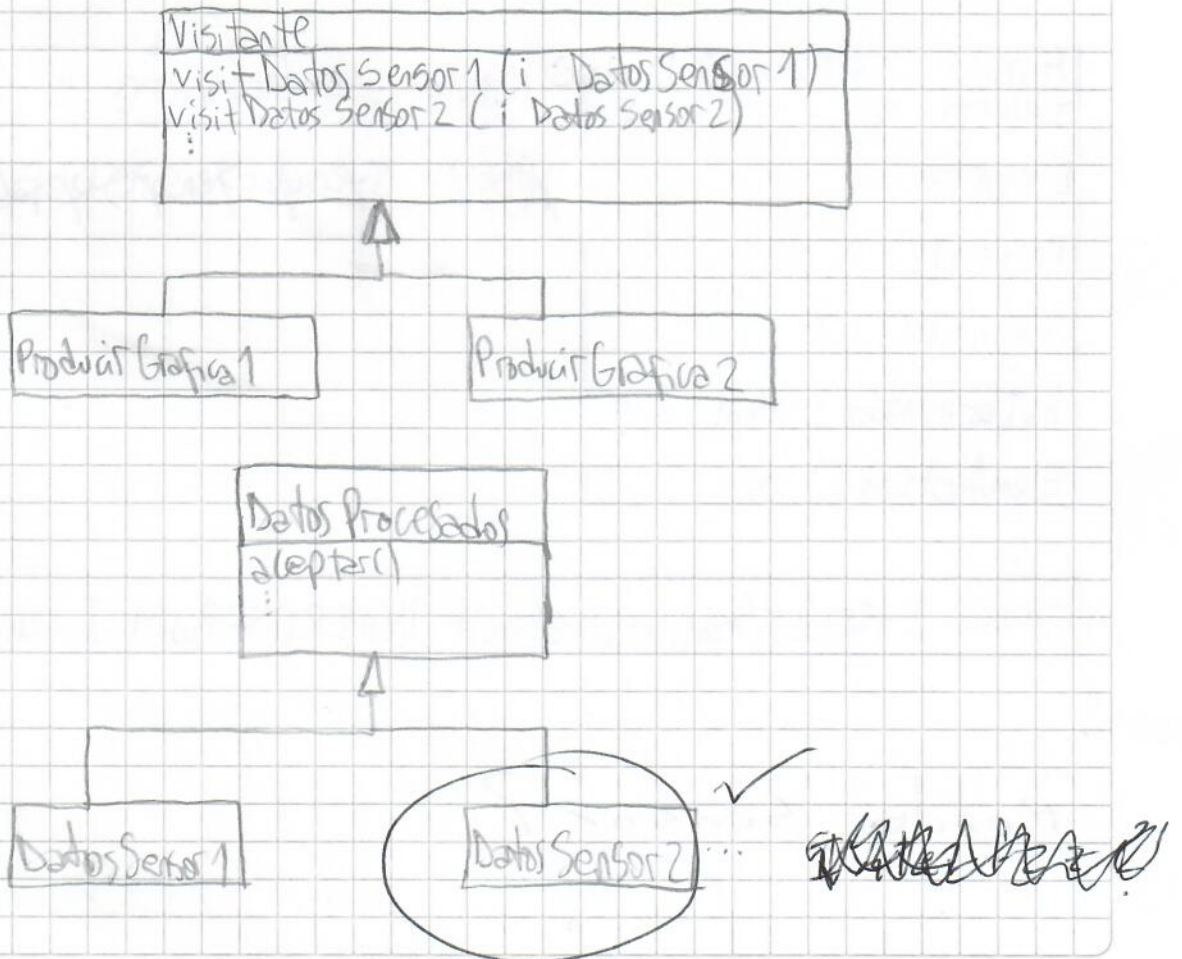 Visitante
visitDatosSensor1 (i DatosSensor1)
visitDatosSensor2 (i DatosSensor2)
⋮
ProducirGrafica1
ProducirGrafica2
DatosProcesados
aceptar()
⋮
DatosSensor1
DatosSensor2 ...